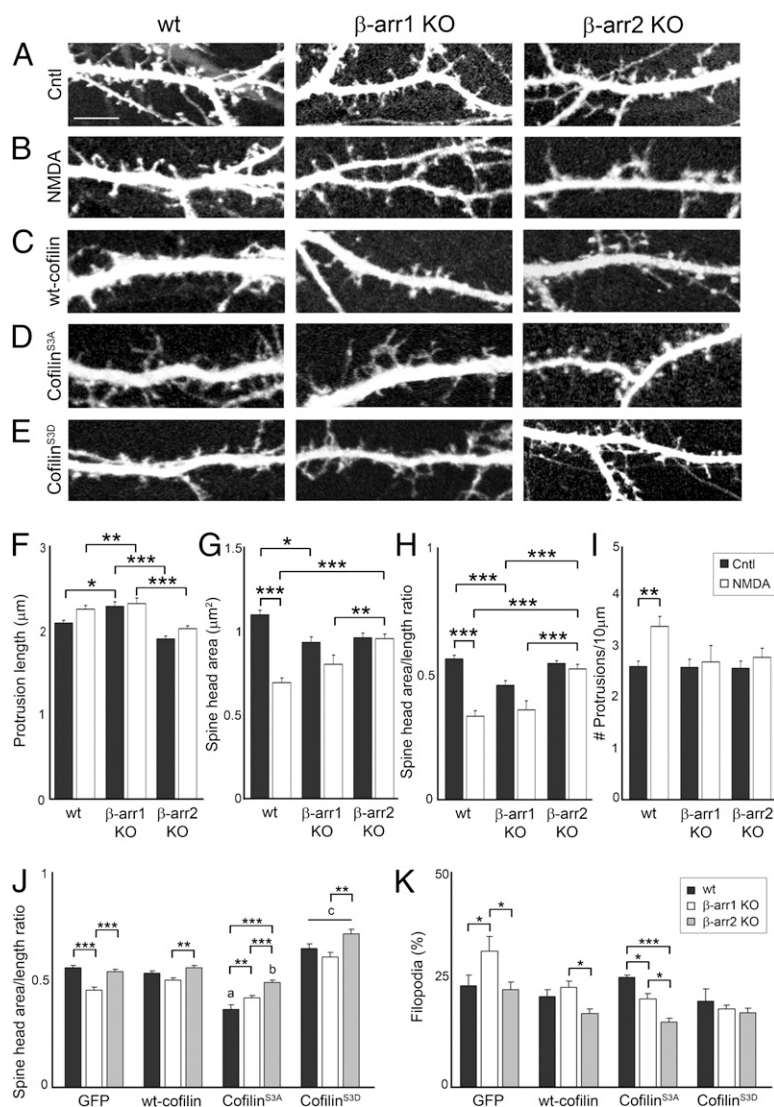 wt β-arr1 KO β-arr2 KO
A Cntl
B NMDA
C wt-cofilin
D Cofilin^S3A
E Cofilin^S3D
F G H I
Protrusion length (μm)
3
2
1
0
** 
***
* ***
wt β-arr1 KO β-arr2 KO
Spine head area (μm²)
1.5
1
0.5
0
*
***
*** **
wt β-arr1 KO β-arr2 KO
Spine head area/length ratio
1
0.5
0
***
***
***
*** ***
wt β-arr1 KO β-arr2 KO
# Protrusions/10μm
5
4
3
2
1
0
Cntl
NMDA
**
wt β-arr1 KO β-arr2 KO
J K
Spine head area/length ratio
1
0.5
0
*** ***
**
***
** ***
a b
c
**
GFP wt-cofilin Cofilin^S3A Cofilin^S3D
Filopodia (%)
50
25
0
wt
β-arr1 KO
β-arr2 KO
* *
*
***
* *
GFP wt-cofilin Cofilin^S3A Cofilin^S3D